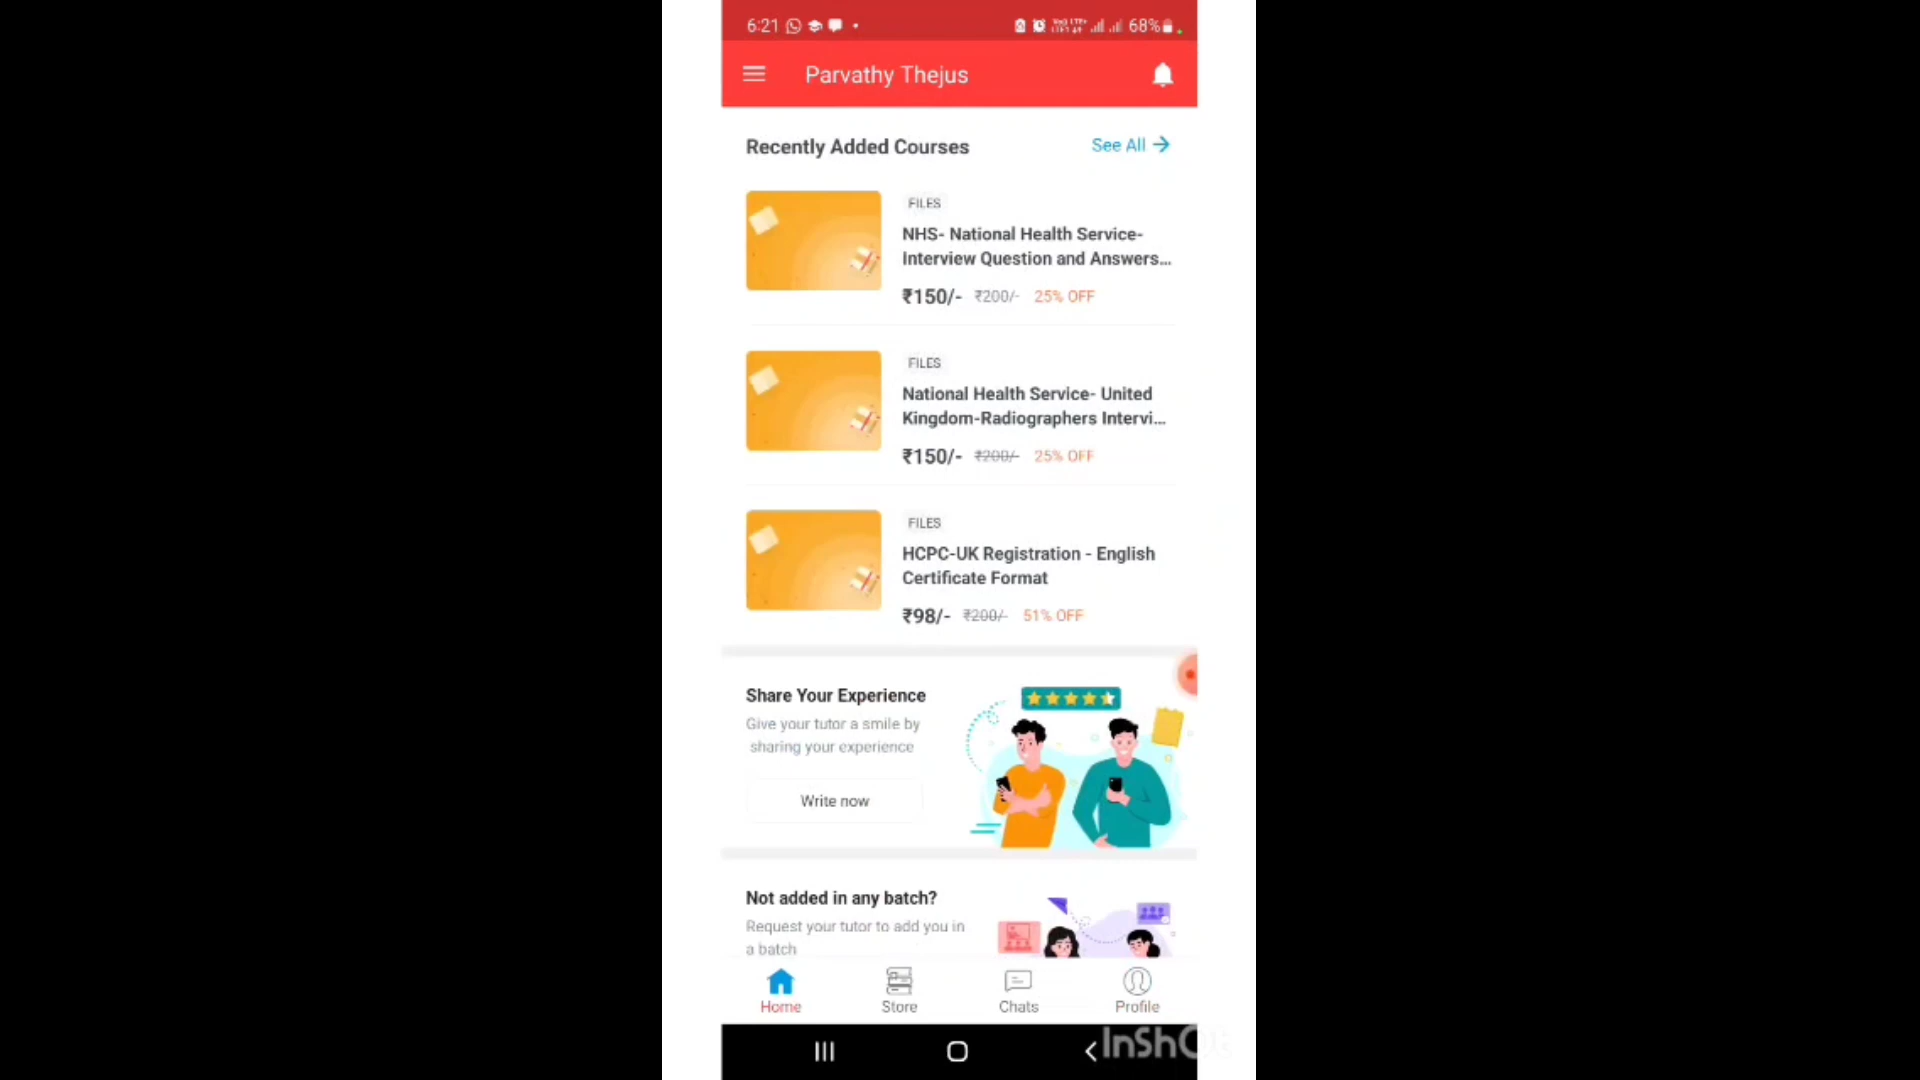 6:21 68%
Parvathy Thejus
Recently Added Courses See All
FILES
NHS- National Health Service-
Interview Question and Answers...
₹150/- ₹200/- 25% OFF
FILES
National Health Service- United
Kingdom-Radiographers Intervi...
₹150/- ₹200/- 25% OFF
FILES
HCPC-UK Registration - English
Certificate Format
₹98/- ₹200/- 51% OFF
Share Your Experience
Give your tutor a smile by
sharing your experience
Write now
Not added in any batch?
Request your tutor to add you in
a batch
Home Store Chats Profile
InShOt